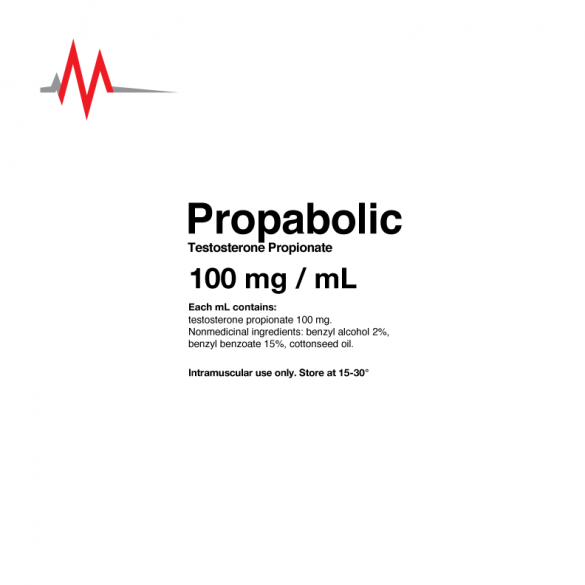 Propabolic
Testosterone Propionate
100 mg / mL
Each mL contains:
testosterone propionate 100 mg.
Nonmedicinal ingredients: benzyl alcohol 2%,
benzyl benzoate 15%, cottonseed oil.
Intramuscular use only. Store at 15-30°